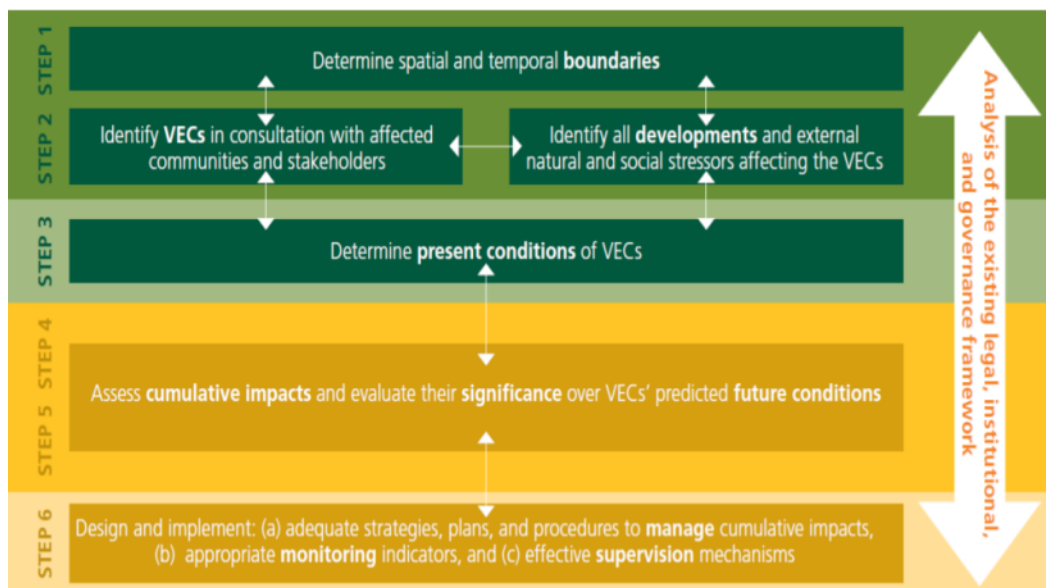 STEP 1
Determine spatial and temporal boundaries
STEP 2
Identify VECs in consultation with affected
communities and stakeholders
Identify all developments and external
natural and social stressors affecting the VECs
STEP 3
Determine present conditions of VECs
STEP 4
STEP 5
Assess cumulative impacts and evaluate their significance over VECs’ predicted future conditions
STEP 6
Design and implement: (a) adequate strategies, plans, and procedures to manage cumulative impacts,
(b) appropriate monitoring indicators, and (c) effective supervision mechanisms
Analysis of the existing legal, institutional,
and governance framework